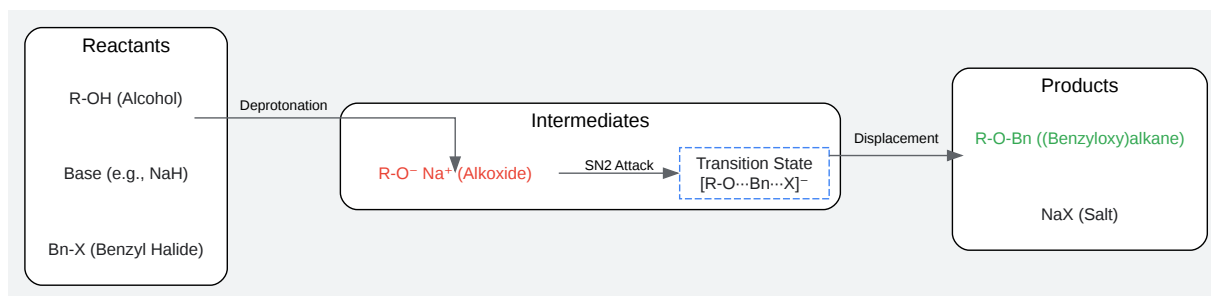 Reactants
R-OH (Alcohol)
Base (e.g., NaH)
Bn-X (Benzyl Halide)
Deprotonation
Intermediates
R-O⁻ Na⁺ (Alkoxide)
SN2 Attack
Transition State
[R-O···Bn···X]⁻
Displacement
Products
R-O-Bn ((Benzyloxy)alkane)
NaX (Salt)